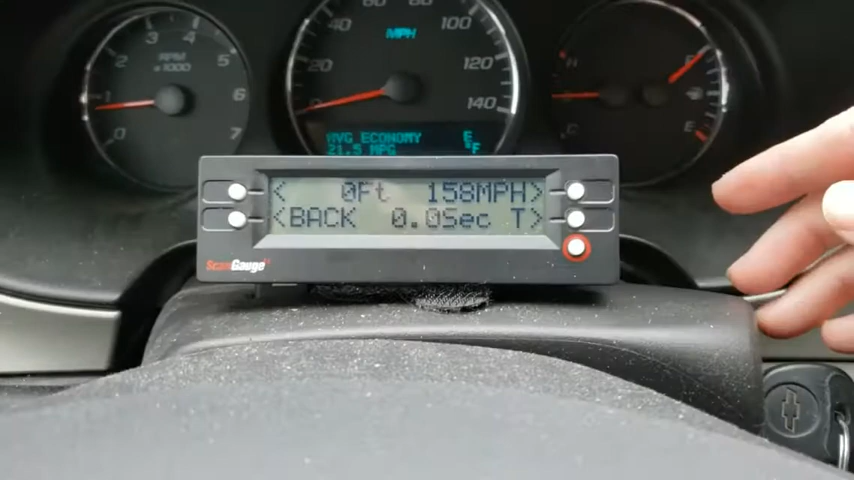 60 80
40 100
MPH
20 120
140
3 4
2 5
RPM
x1000
1 6
0 7
H F
C E
AVG ECONOMY E
21.5 MPG °F
< 0Ft 158MPH>
<BACK 0.0Sec T>
ScanGauge